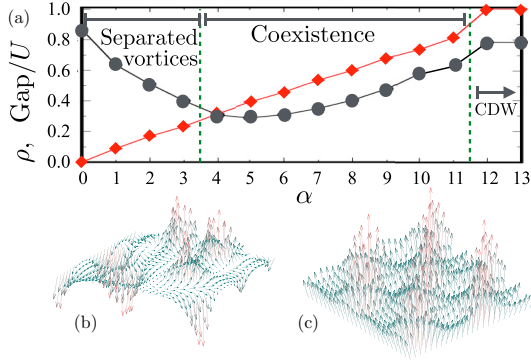 (a)
Separated
vortices
Coexistence
CDW
ρ, Gap/U
1.0
0.8
0.6
0.4
0.2
0.0
0 1 2 3 4 5 6 7 8 9 10 11 12 13
α
(b)
(c)